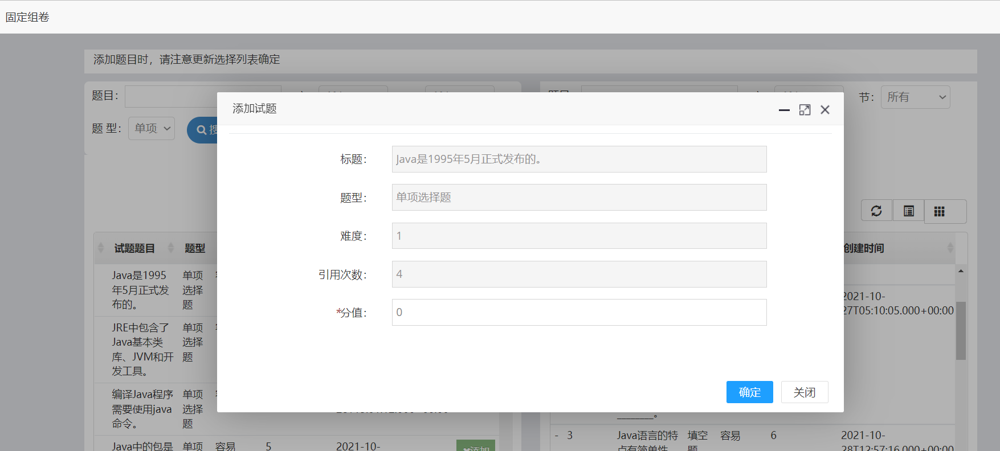 固定组卷
添加题目时，请注意更新选择列表确定
题目：
节：
所有
题 型：
单项
添加试题
标题：
Java是1995年5月正式发布的。
题型：
单项选择题
难度：
1
引用次数：
4
*分值：
0
确定
关闭
试题题目
题型
创建时间
Java是1995
年5月正式发
布的。
单项
选择
题
2021-10-
27T05:10:05.000+00:00
JRE中包含了
Java基本类
库、JVM和开
发工具。
单项
选择
题
编译Java程序
需要使用java
命令。
单项
选择
题
Java中的包是
单项
容易
5
2021-10-
添加
- 3
Java语言的特
点有简单性
填空
题
容易
6
2021-10-
28T12:57:16.000+00:00